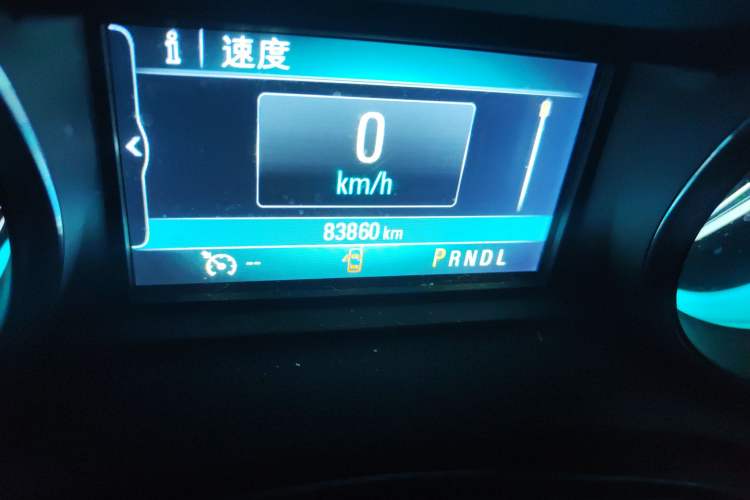 i 速度
0
km/h
83860 km
-- PRNDL